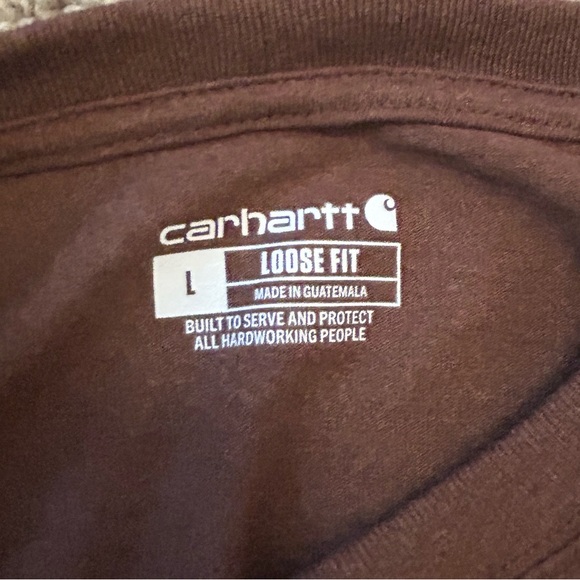 carhartt
L
LOOSE FIT
MADE IN GUATEMALA
BUILT TO SERVE AND PROTECT
ALL HARDWORKING PEOPLE